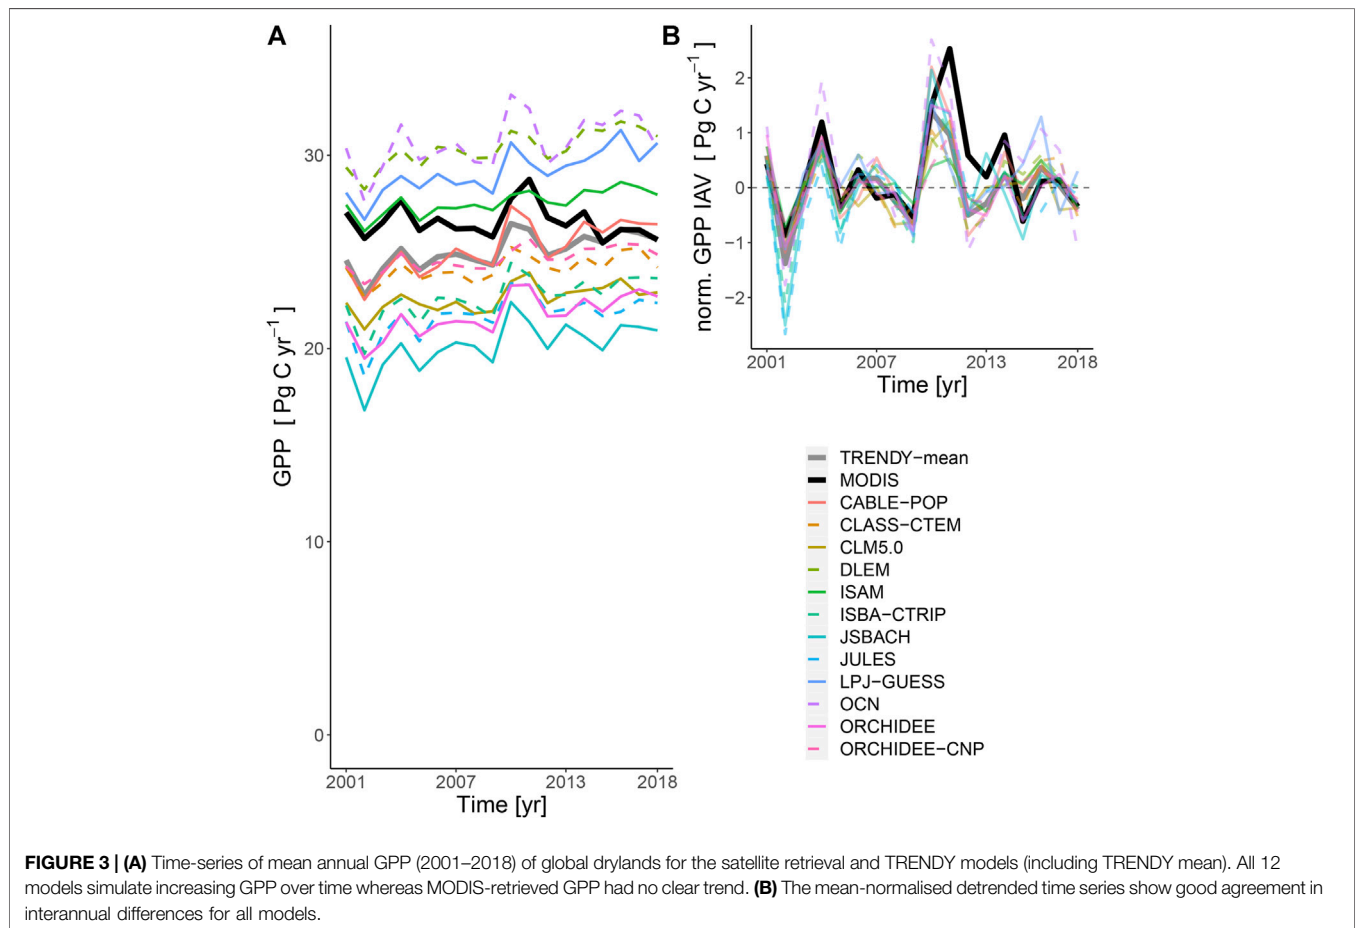 A
GPP [ Pg C yr⁻¹ ]
30
20
10
0
2001 2007 2013 2018
Time [yr]
B
norm. GPP IAV [ Pg C yr⁻¹ ]
2
1
0
−1
−2
2001 2007 2013 2018
Time [yr]
TRENDY−mean
MODIS
CABLE−POP
CLASS−CTEM
CLM5.0
DLEM
ISAM
ISBA−CTRIP
JSBACH
JULES
LPJ−GUESS
OCN
ORCHIDEE
ORCHIDEE−CNP
FIGURE 3 | (A) Time-series of mean annual GPP (2001–2018) of global drylands for the satellite retrieval and TRENDY models (including TRENDY mean). All 12
models simulate increasing GPP over time whereas MODIS-retrieved GPP had no clear trend. (B) The mean-normalised detrended time series show good agreement in
interannual differences for all models.